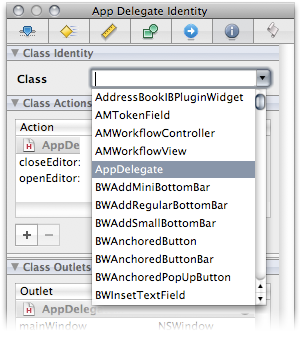 App Delegate Identity
Class Identity
Class
AddressBookIBPluginWidget
AMTokenField
AMWorkflowController
AMWorkflowView
AppDelegate
BWAddMiniBottomBar
BWAddRegularBottomBar
BWAddSmallBottomBar
BWAnchoredButton
BWAnchoredButtonBar
BWAnchoredPopUpButton
BWInsetTextField
Class Actions
Action
AppDe
closeEditor:
openEditor:
Class Outlets
Outlet
AppDeleg
mainWindow NSWindow